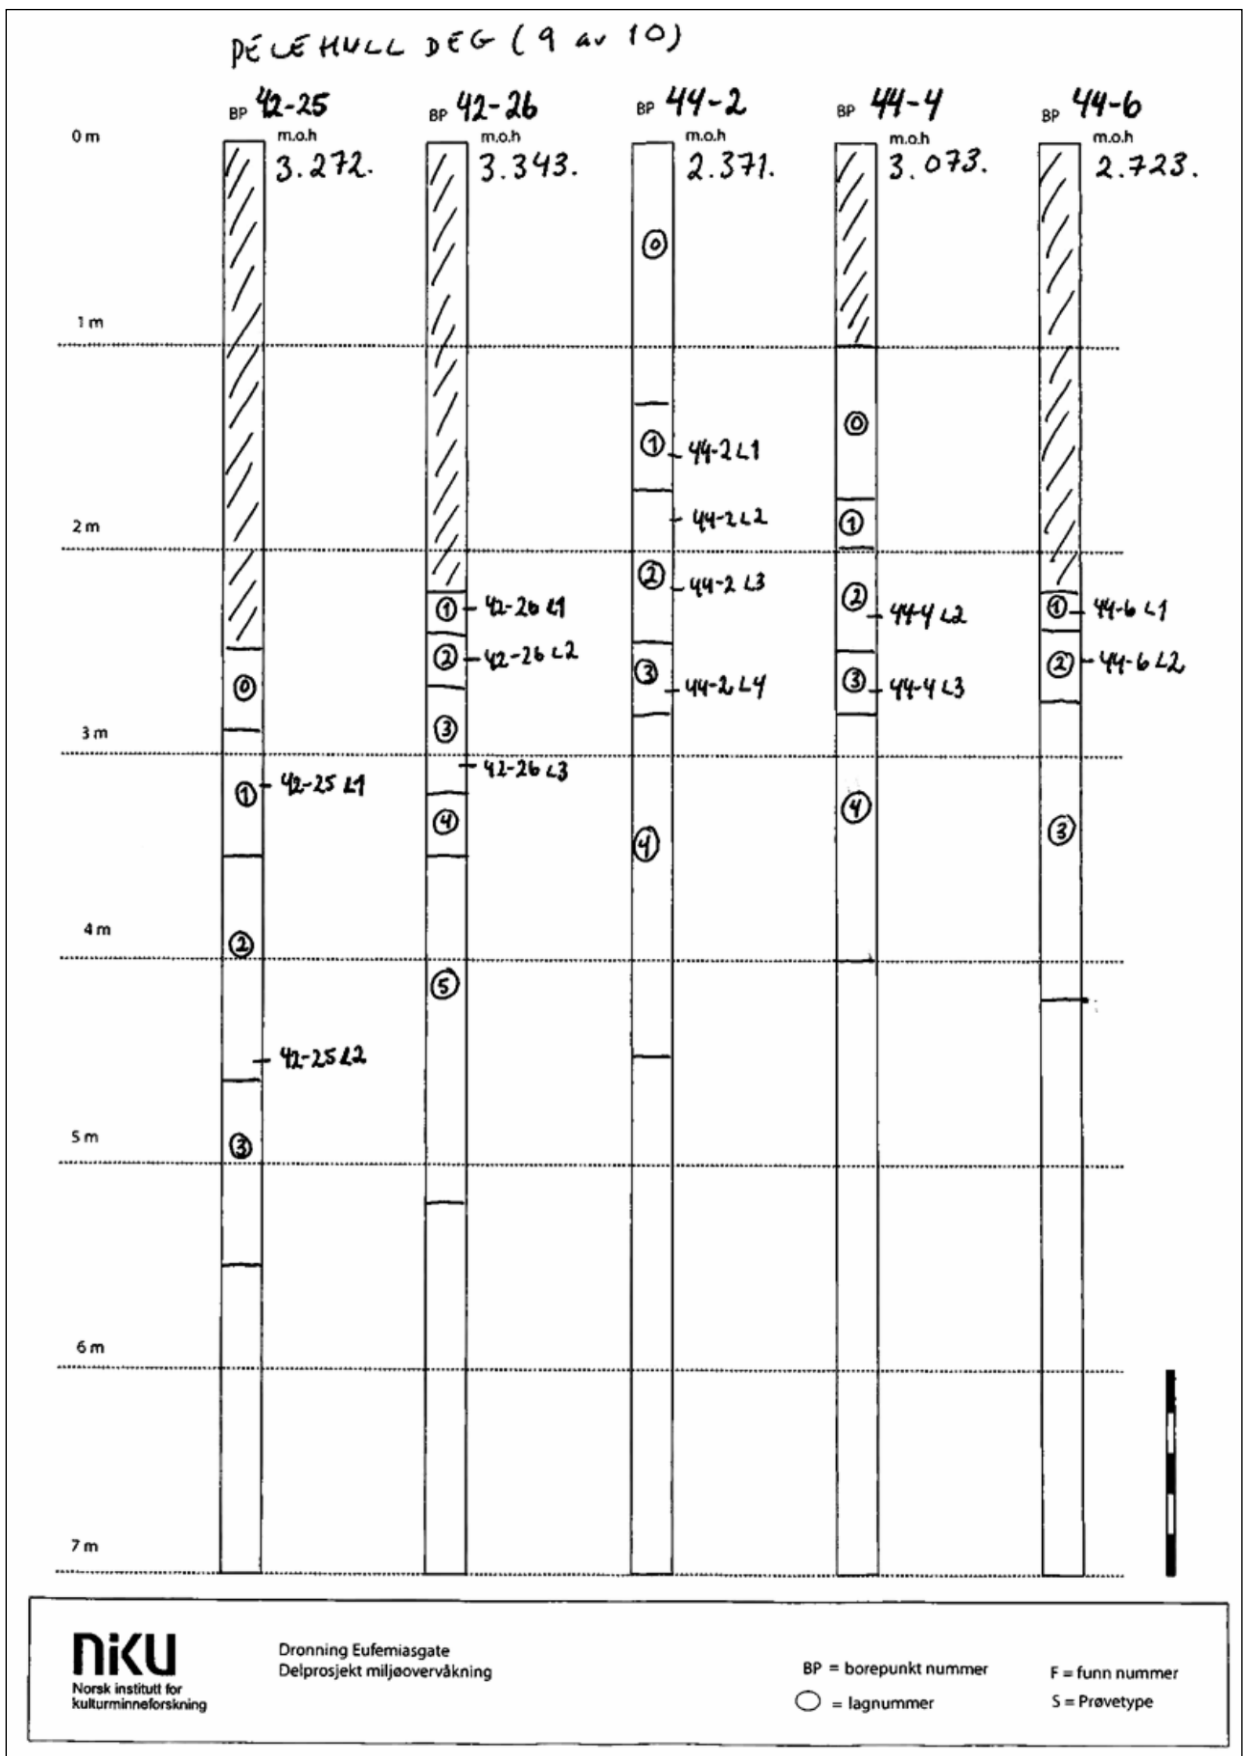 PÉLÉHULL DÉG (9 av 10)
BP 42-25
BP 42-26
BP 44-2
BP 44-4
BP 44-6
0 m
m.o.h
m.o.h
m.o.h
m.o.h
m.o.h
3.272.
3.343.
2.371.
3.073.
2.723.
0
1 m
0
1
44-2 L1
44-2 L2
1
2 m
2
44-2 L3
2
44-4 L2
1
42-26 L1
1
44-6 L1
2
42-26 L2
2
44-6 L2
0
3
44-2 L4
3
44-4 L3
3
3 m
42-26 L3
1
42-25 L1
4
4
4
3
4 m
2
5
42-25 L2
5 m
3
6 m
7 m
NIKU
Norsk institutt for
kulturminneforskning
Dronning Eufemiasgate
Delprosjekt miljøovervåkning
BP = borepunkt nummer
= lagnummer
F = funn nummer
S = Prøvetype